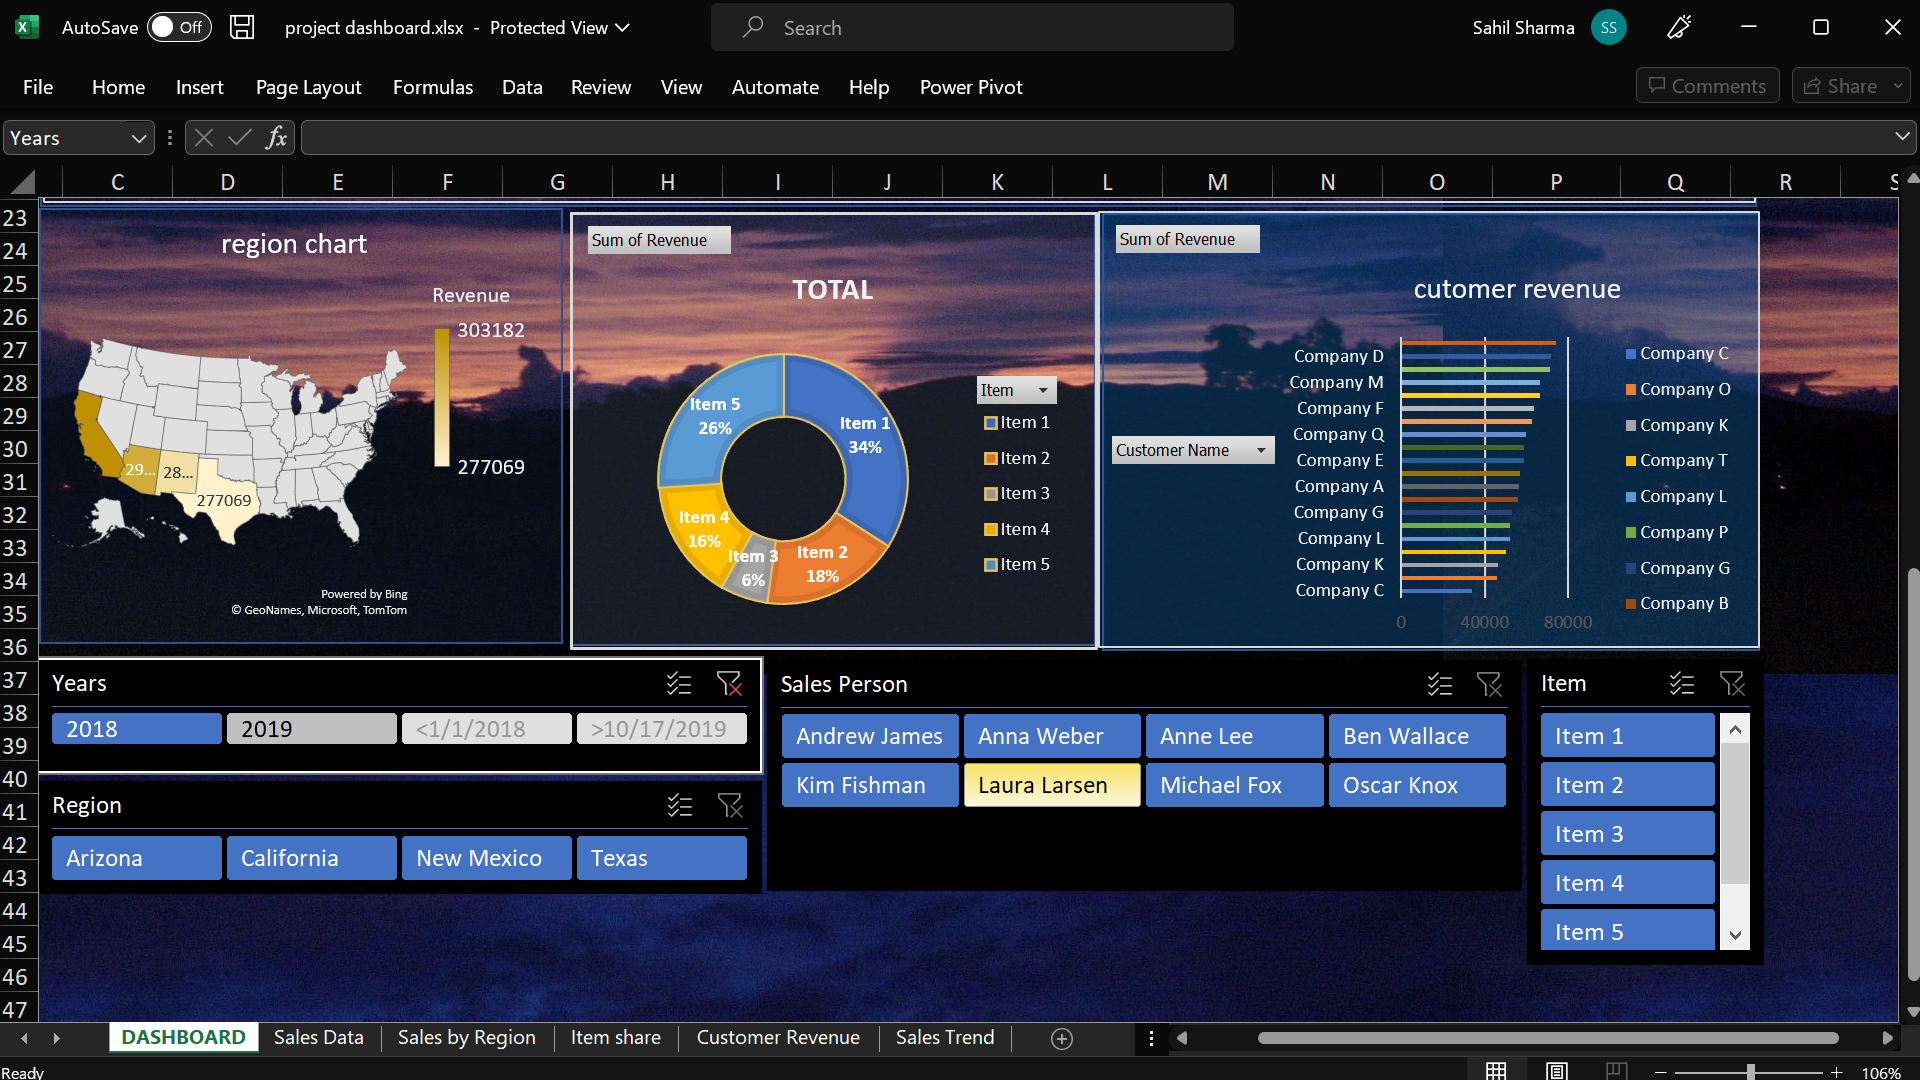 AutoSave Off project dashboard.xlsx - Protected View Search Sahil Sharma SS
File Home Insert Page Layout Formulas Data Review View Automate Help Power Pivot Comments Share
Years fx
C D E F G H I J K L M N O P Q R S
23
24
25
26
27
28
29
30
31
32
33
34
35
36
37
38
39
40
41
42
43
44
45
46
47
region chart
Revenue
303182
277069
29...
28...
277069
Powered by Bing
© GeoNames, Microsoft, TomTom
Sum of Revenue
TOTAL
Item 5
26%
Item 1
34%
Item 4
16%
Item 3
6%
Item 2
18%
Item
Item 1
Item 2
Item 3
Item 4
Item 5
Sum of Revenue
cutomer revenue
Customer Name
Company D
Company M
Company F
Company Q
Company E
Company A
Company G
Company L
Company K
Company C
0 40000 80000
Company C
Company O
Company K
Company T
Company L
Company P
Company G
Company B
Years
2018 2019 <1/1/2018 >10/17/2019
Region
Arizona California New Mexico Texas
Sales Person
Andrew James Anna Weber Anne Lee Ben Wallace
Kim Fishman Laura Larsen Michael Fox Oscar Knox
Item
Item 1
Item 2
Item 3
Item 4
Item 5
DASHBOARD Sales Data Sales by Region Item share Customer Revenue Sales Trend
Ready 106%